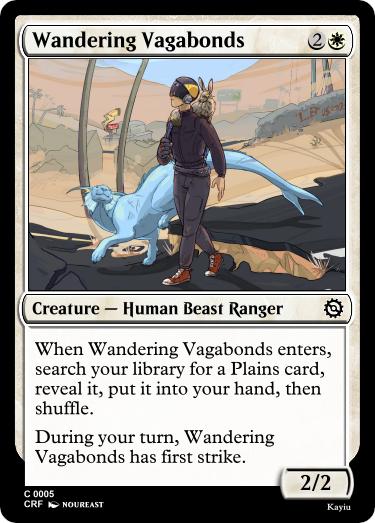 Wandering Vagabonds 2
Creature — Human Beast Ranger
When Wandering Vagabonds enters,
search your library for a Plains card,
reveal it, put it into your hand, then
shuffle.
During your turn, Wandering
Vagabonds has first strike.
2/2
C 0005
CRF NOUREAST
Kayiu